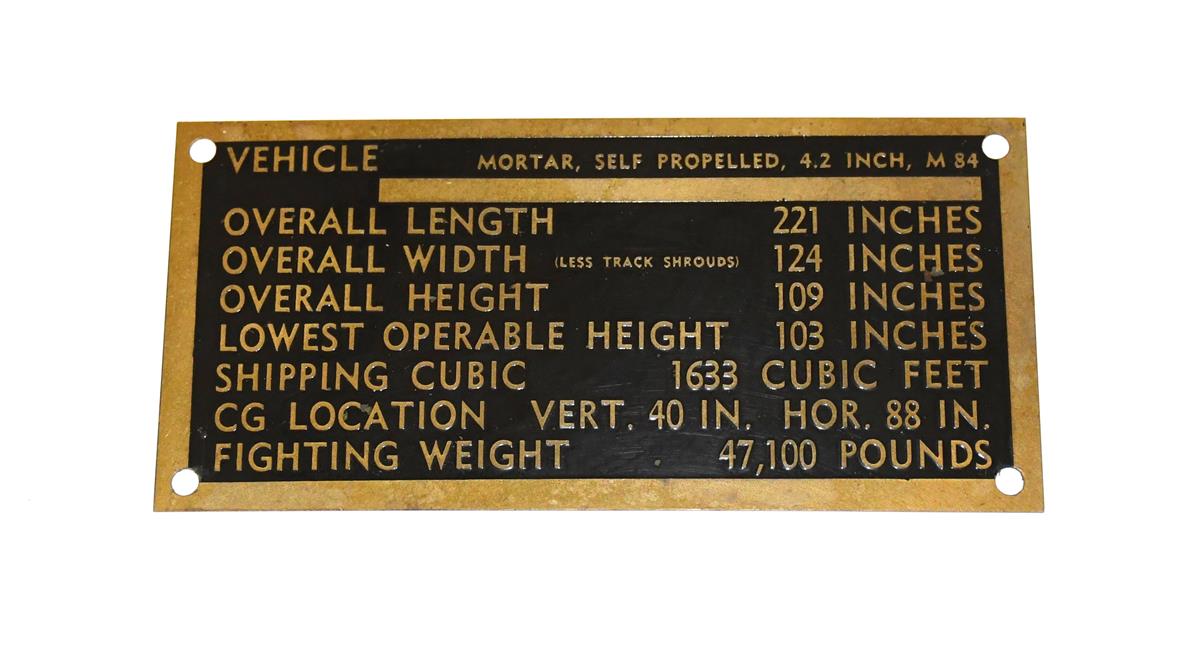 VEHICLE MORTAR, SELF PROPELLED, 4.2 INCH, M 84
OVERALL LENGTH 221 INCHES
OVERALL WIDTH (LESS TRACK SHROUDS) 124 INCHES
OVERALL HEIGHT 109 INCHES
LOWEST OPERABLE HEIGHT 103 INCHES
SHIPPING CUBIC 1633 CUBIC FEET
CG LOCATION VERT. 40 IN. HOR. 88 IN.
FIGHTING WEIGHT 47,100 POUNDS